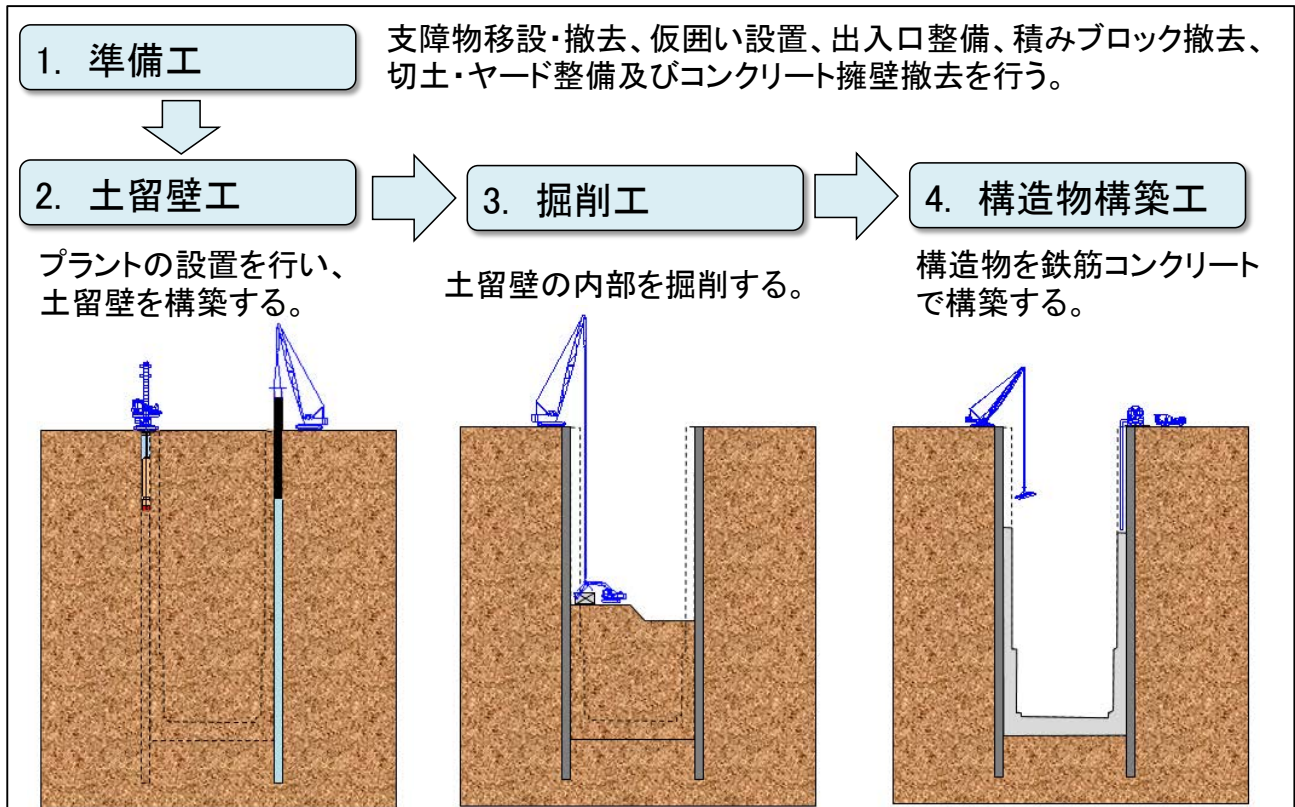 1. 準備工
支障物移設・撤去、仮囲い設置、出入口整備、積みブロック撤去、
切土・ヤード整備及びコンクリート擁壁撤去を行う。
2. 土留壁工
プラントの設置を行い、
土留壁を構築する。
3. 掘削工
土留壁の内部を掘削する。
4. 構造物構築工
構造物を鉄筋コンクリート
で構築する。